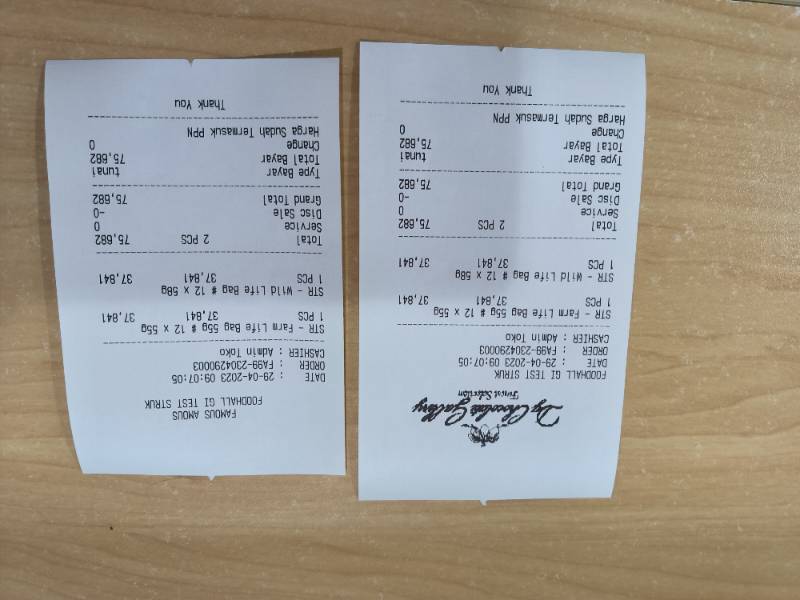 Dy Chocolate Gallery
Finest Selection
FOODHALL GI TEST STRUK
DATE : 29-04-2023 09:07:05
ORDER : FA99-2304290003
CASHIER : Admin Toko
STR - Farm Life Bag 55g # 12 x 55g
1 PCS 37,841 37,841
STR - Wild Life Bag # 12 x 58g
1 PCS 37,841 37,841
Total 2 PCS 75,682
Service 0
Disc Sale -0
Grand Total 75,682
Type Bayar tunai
Total Bayar 75,682
Change 0
Harga Sudah Termasuk PPN
Thank You
FAMOUS AMOUS
FOODHALL GI TEST STRUK
DATE : 29-04-2023 09:07:05
ORDER : FA99-2304290003
CASHIER : Admin Toko
STR - Farm Life Bag 55g # 12 x 55g
1 PCS 37,841 37,841
STR - Wild Life Bag # 12 x 58g
1 PCS 37,841 37,841
Total 2 PCS 75,682
Service 0
Disc Sale -0
Grand Total 75,682
Type Bayar tunai
Total Bayar 75,682
Change 0
Harga Sudah Termasuk PPN
Thank You